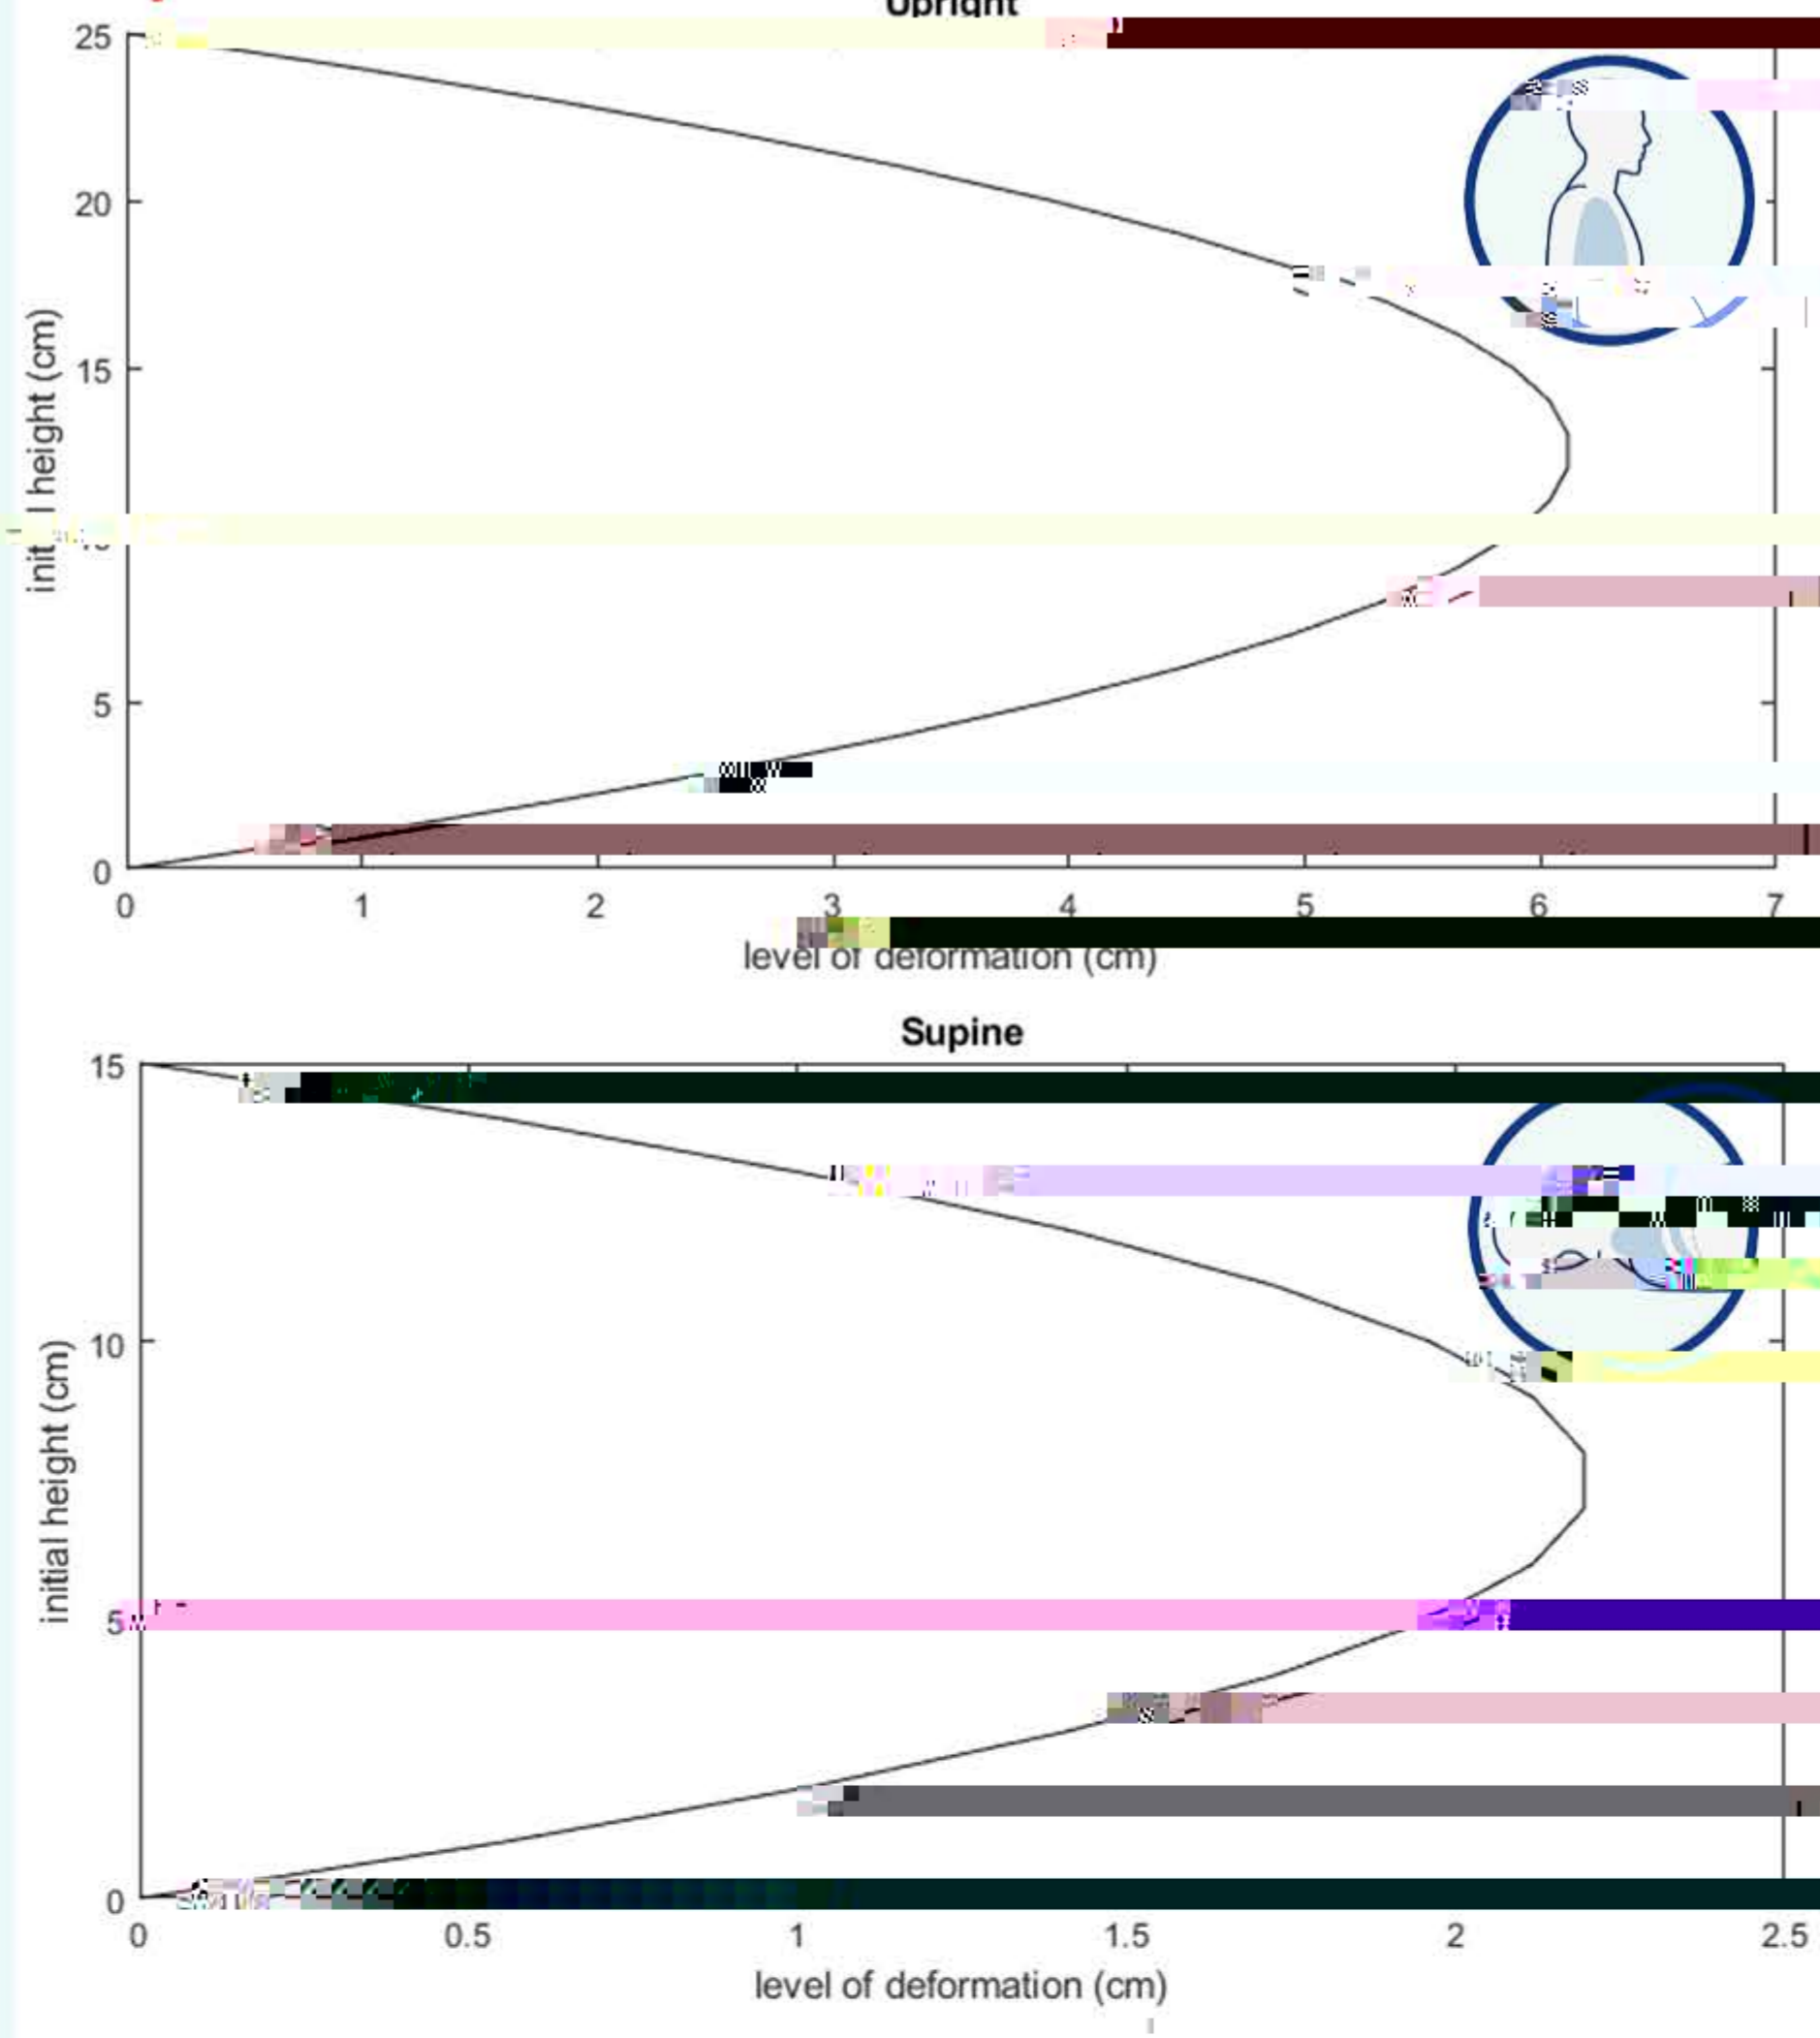 Upright
25
20
15
5
0
height (cm)
0 1 2 3 4 5 6 7
level of deformation (cm)
Supine
15
10
5
0
initial height (cm)
0 0.5 1 1.5 2 2.5
level of deformation (cm)